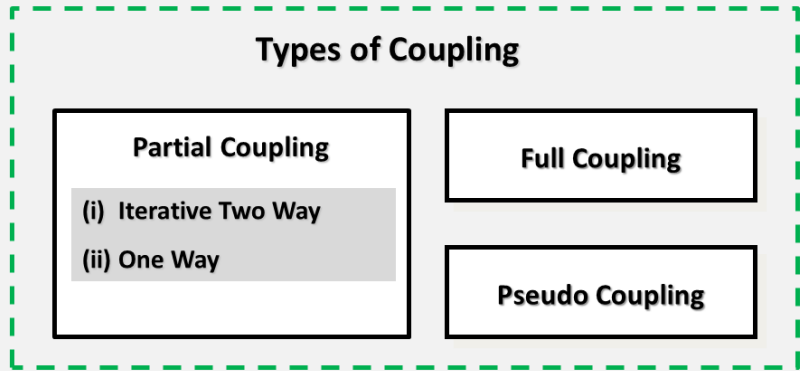 Types of Coupling
Partial Coupling
(i) Iterative Two Way
(ii) One Way
Full Coupling
Pseudo Coupling